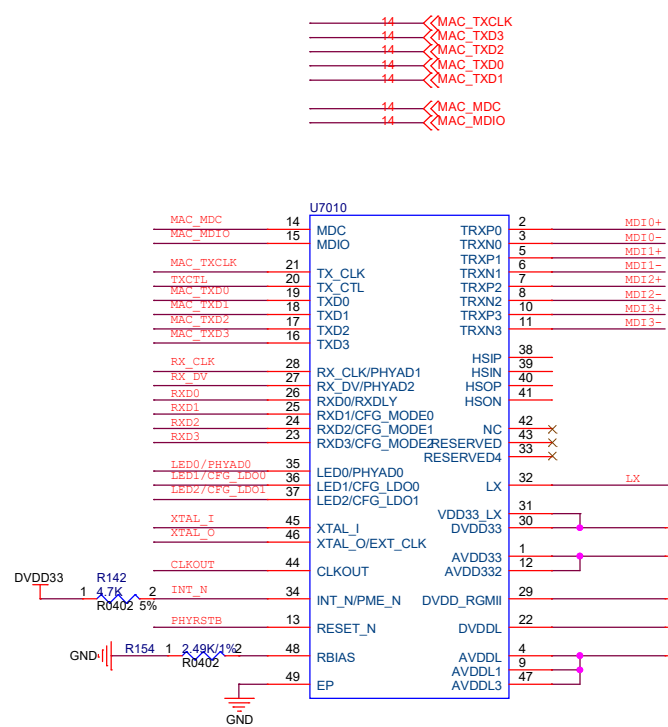 14 MAC_TXCLK
14 MAC_TXD3
14 MAC_TXD2
14 MAC_TXD0
14 MAC_TXD1
14 MAC_MDC
14 MAC_MDIO
U7010
MAC_MDC 14 MDC
MAC_MDIO 15 MDIO
MAC_TXCLK 21 TX_CLK
TXCTL 20 TX_CTL
MAC_TXD0 19 TXD0
MAC_TXD1 18 TXD1
MAC_TXD2 17 TXD2
MAC_TXD3 16 TXD3
RX_CLK 28 RX_CLK/PHYAD1
RX_DV 27 RX_DV/PHYAD2
RXD0 26 RXD0/RXDLY
RXD1 25 RXD1/CFG_MODE0
RXD2 24 RXD2/CFG_MODE1
RXD3 23 RXD3/CFG_MODE2
LED0/PHYAD0 35 LED0/PHYAD0
LED1/CFG_LDO0 36 LED1/CFG_LDO0
LED2/CFG_LDO1 37 LED2/CFG_LDO1
XTAL_I 45 XTAL_I
XTAL_O 46 XTAL_O/EXT_CLK
CLKOUT 44 CLKOUT
DVDD33 1 R142 4.7K R0402 2 5% INT_N 34 INT_N/PME_N
PHYRSTB 13 RESET_N
GND R154 1 2.49K/1% 2 R0402 48 RBIAS
49 EP
GND
TRXP0 2 MDI0+
TRXN0 3 MDI0-
TRXP1 5 MDI1+
TRXN1 6 MDI1-
TRXP2 7 MDI2+
TRXN2 8 MDI2-
TRXP3 10 MDI3+
TRXN3 11 MDI3-
HSIP 38
HSIN 39
HSOP 40
HSON 41
NC 42
RESERVED 43
RESERVED4 33
LX 32 LX
VDD33_LX 31
DVDD33 30
AVDD33 1
AVDD332 12
DVDD_RGMII 29
DVDDL 22
AVDDL 4
AVDDL1 9
AVDDL3 47